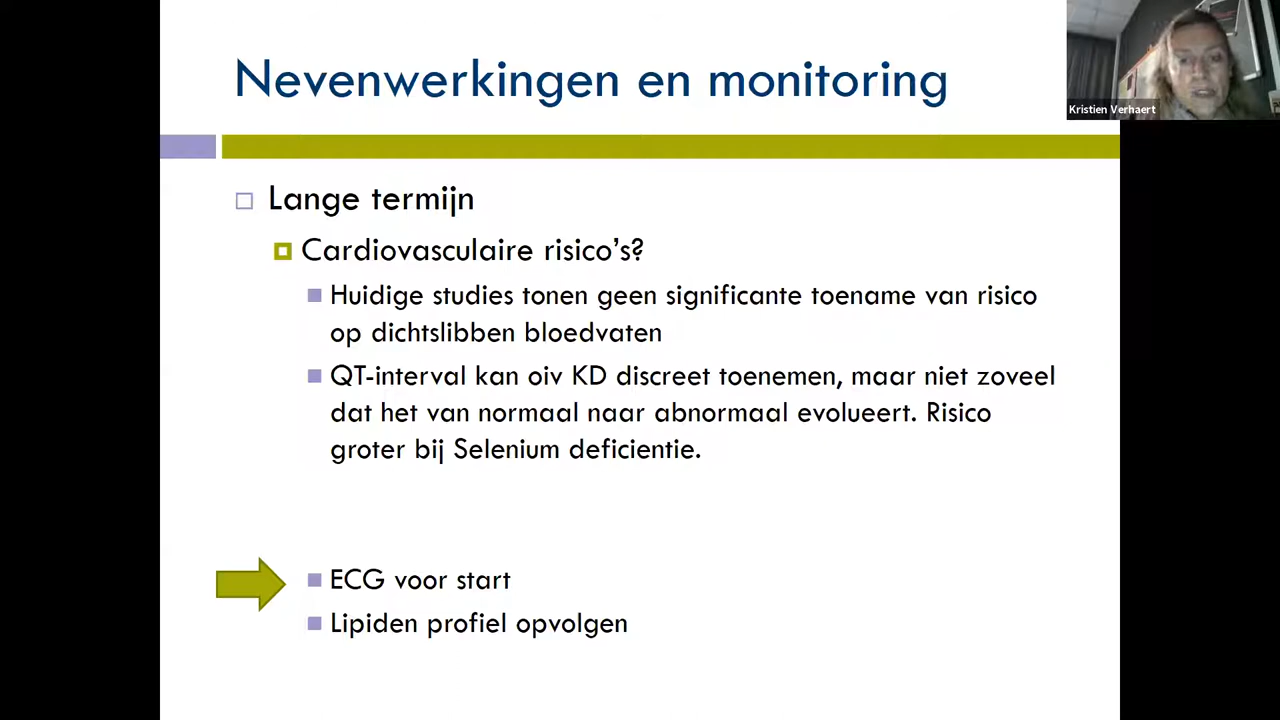 Nevenwerkingen en monitoring
Kristien Verhaert
Lange termijn
Cardiovasculaire risico's?
Huidige studies tonen geen significante toename van risico
op dichtslibben bloedvaten
QT-interval kan oiv KD discreet toenemen, maar niet zoveel
dat het van normaal naar abnormaal evolueert. Risico
groter bij Selenium deficientie.
ECG voor start
Lipiden profiel opvolgen